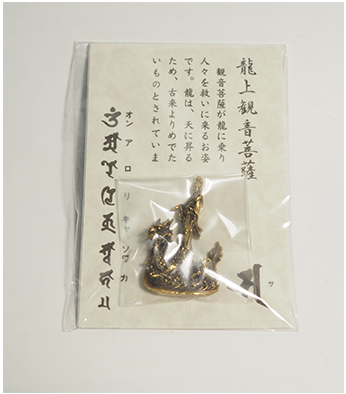 龍上観音菩薩
観音菩薩が龍に乗り
人々を救いに来るお姿
です。龍は、天に昇る
ため、古来よりめでた
いものとされていま
オン ア ロ リ キャ ソワ カ
サ